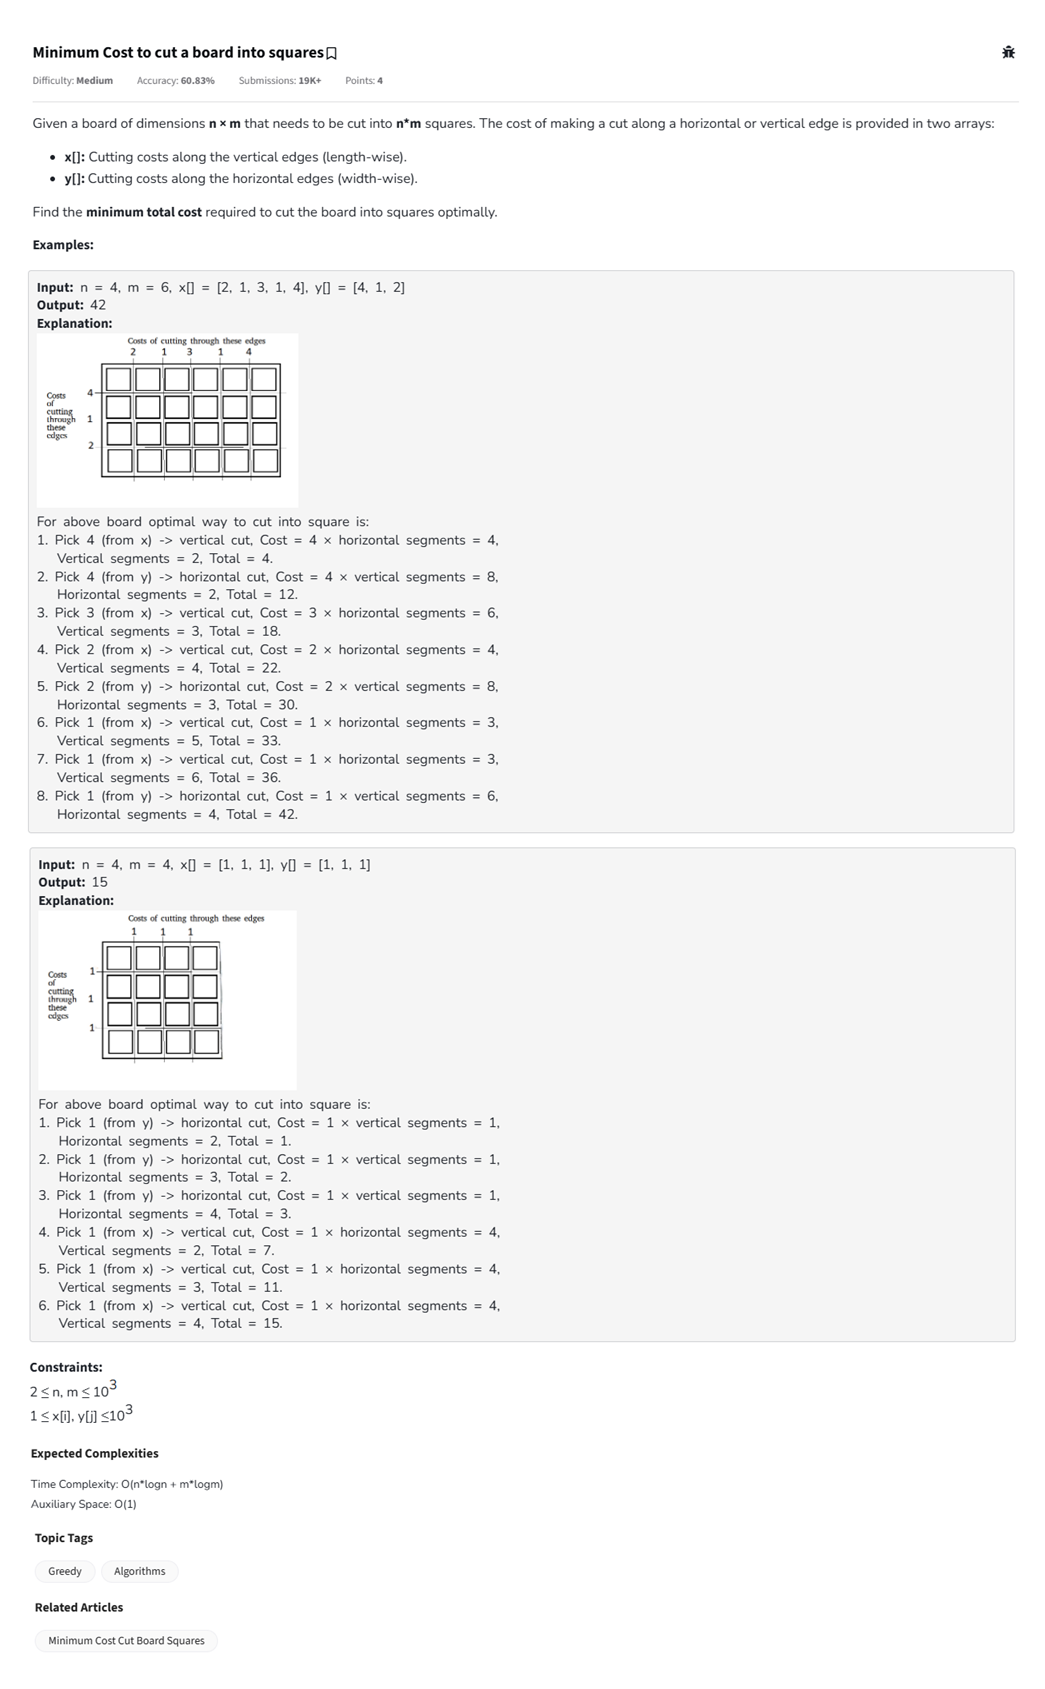 Minimum Cost to cut a board into squares
Difficulty: Medium Accuracy: 60.83% Submissions: 19K+ Points: 4
Given a board of dimensions n × m that needs to be cut into n*m squares. The cost of making a cut along a horizontal or vertical edge is provided in two arrays:
• x[]: Cutting costs along the vertical edges (length-wise).
• y[]: Cutting costs along the horizontal edges (width-wise).
Find the minimum total cost required to cut the board into squares optimally.
Examples:
Input: n = 4, m = 6, x[] = [2, 1, 3, 1, 4], y[] = [4, 1, 2]
Output: 42
Explanation:
Costs of cutting through these edges
2 1 3 1 4
Costs
of
cutting
through
these
edges
4
1
2
For above board optimal way to cut into square is:
1. Pick 4 (from x) -> vertical cut, Cost = 4 × horizontal segments = 4,
Vertical segments = 2, Total = 4.
2. Pick 4 (from y) -> horizontal cut, Cost = 4 × vertical segments = 8,
Horizontal segments = 2, Total = 12.
3. Pick 3 (from x) -> vertical cut, Cost = 3 × horizontal segments = 6,
Vertical segments = 3, Total = 18.
4. Pick 2 (from x) -> vertical cut, Cost = 2 × horizontal segments = 4,
Vertical segments = 4, Total = 22.
5. Pick 2 (from y) -> horizontal cut, Cost = 2 × vertical segments = 8,
Horizontal segments = 3, Total = 30.
6. Pick 1 (from x) -> vertical cut, Cost = 1 × horizontal segments = 3,
Vertical segments = 5, Total = 33.
7. Pick 1 (from x) -> vertical cut, Cost = 1 × horizontal segments = 3,
Vertical segments = 6, Total = 36.
8. Pick 1 (from y) -> horizontal cut, Cost = 1 × vertical segments = 6,
Horizontal segments = 4, Total = 42.
Input: n = 4, m = 4, x[] = [1, 1, 1], y[] = [1, 1, 1]
Output: 15
Explanation:
Costs of cutting through these edges
1 1 1
Costs
of
cutting
through
these
edges
1
1
1
For above board optimal way to cut into square is:
1. Pick 1 (from y) -> horizontal cut, Cost = 1 × vertical segments = 1,
Horizontal segments = 2, Total = 1.
2. Pick 1 (from y) -> horizontal cut, Cost = 1 × vertical segments = 1,
Horizontal segments = 3, Total = 2.
3. Pick 1 (from y) -> horizontal cut, Cost = 1 × vertical segments = 1,
Horizontal segments = 4, Total = 3.
4. Pick 1 (from x) -> vertical cut, Cost = 1 × horizontal segments = 4,
Vertical segments = 2, Total = 7.
5. Pick 1 (from x) -> vertical cut, Cost = 1 × horizontal segments = 4,
Vertical segments = 3, Total = 11.
6. Pick 1 (from x) -> vertical cut, Cost = 1 × horizontal segments = 4,
Vertical segments = 4, Total = 15.
Constraints:
2 ≤ n, m ≤ 10³
1 ≤ x[i], y[j] ≤10³
Expected Complexities
Time Complexity: O(n*logn + m*logm)
Auxiliary Space: O(1)
Topic Tags
Greedy Algorithms
Related Articles
Minimum Cost Cut Board Squares